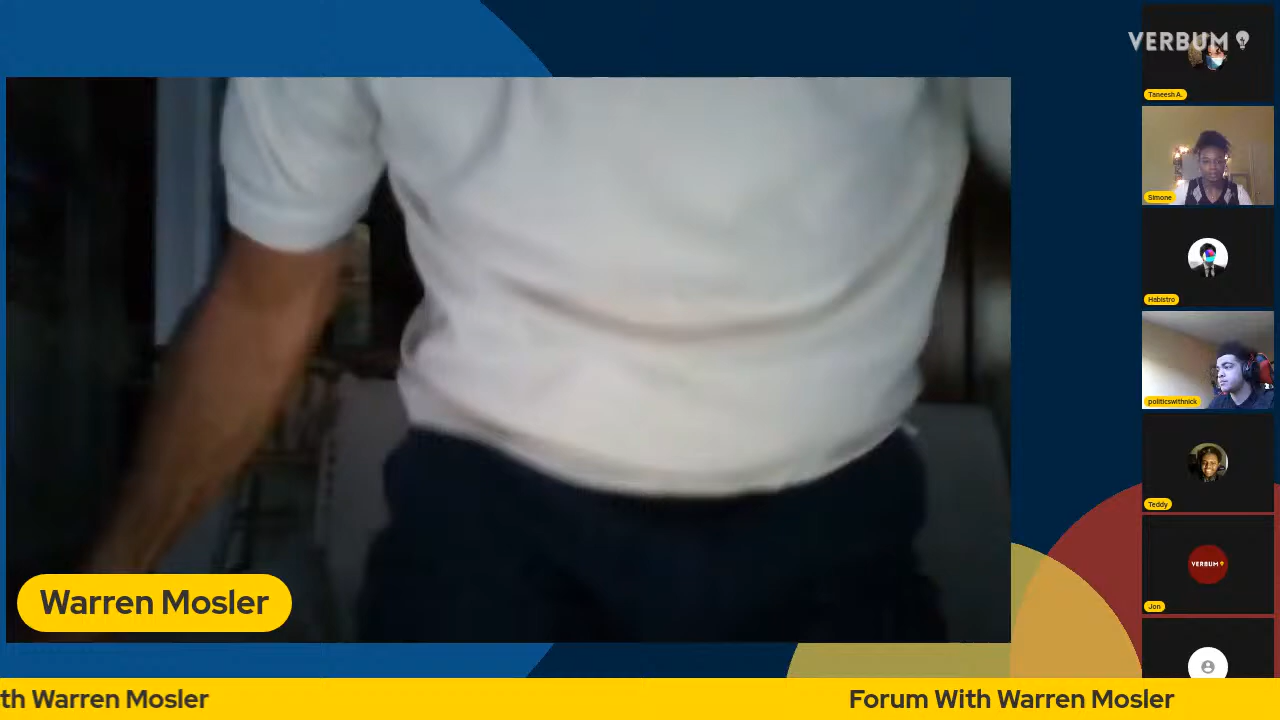 VERBUM
Taneesh A.
Simone
Habistro
politicswithnick
Teddy
VERBUM
Jon
Warren Mosler
th Warren Mosler
Forum With Warren Mosler